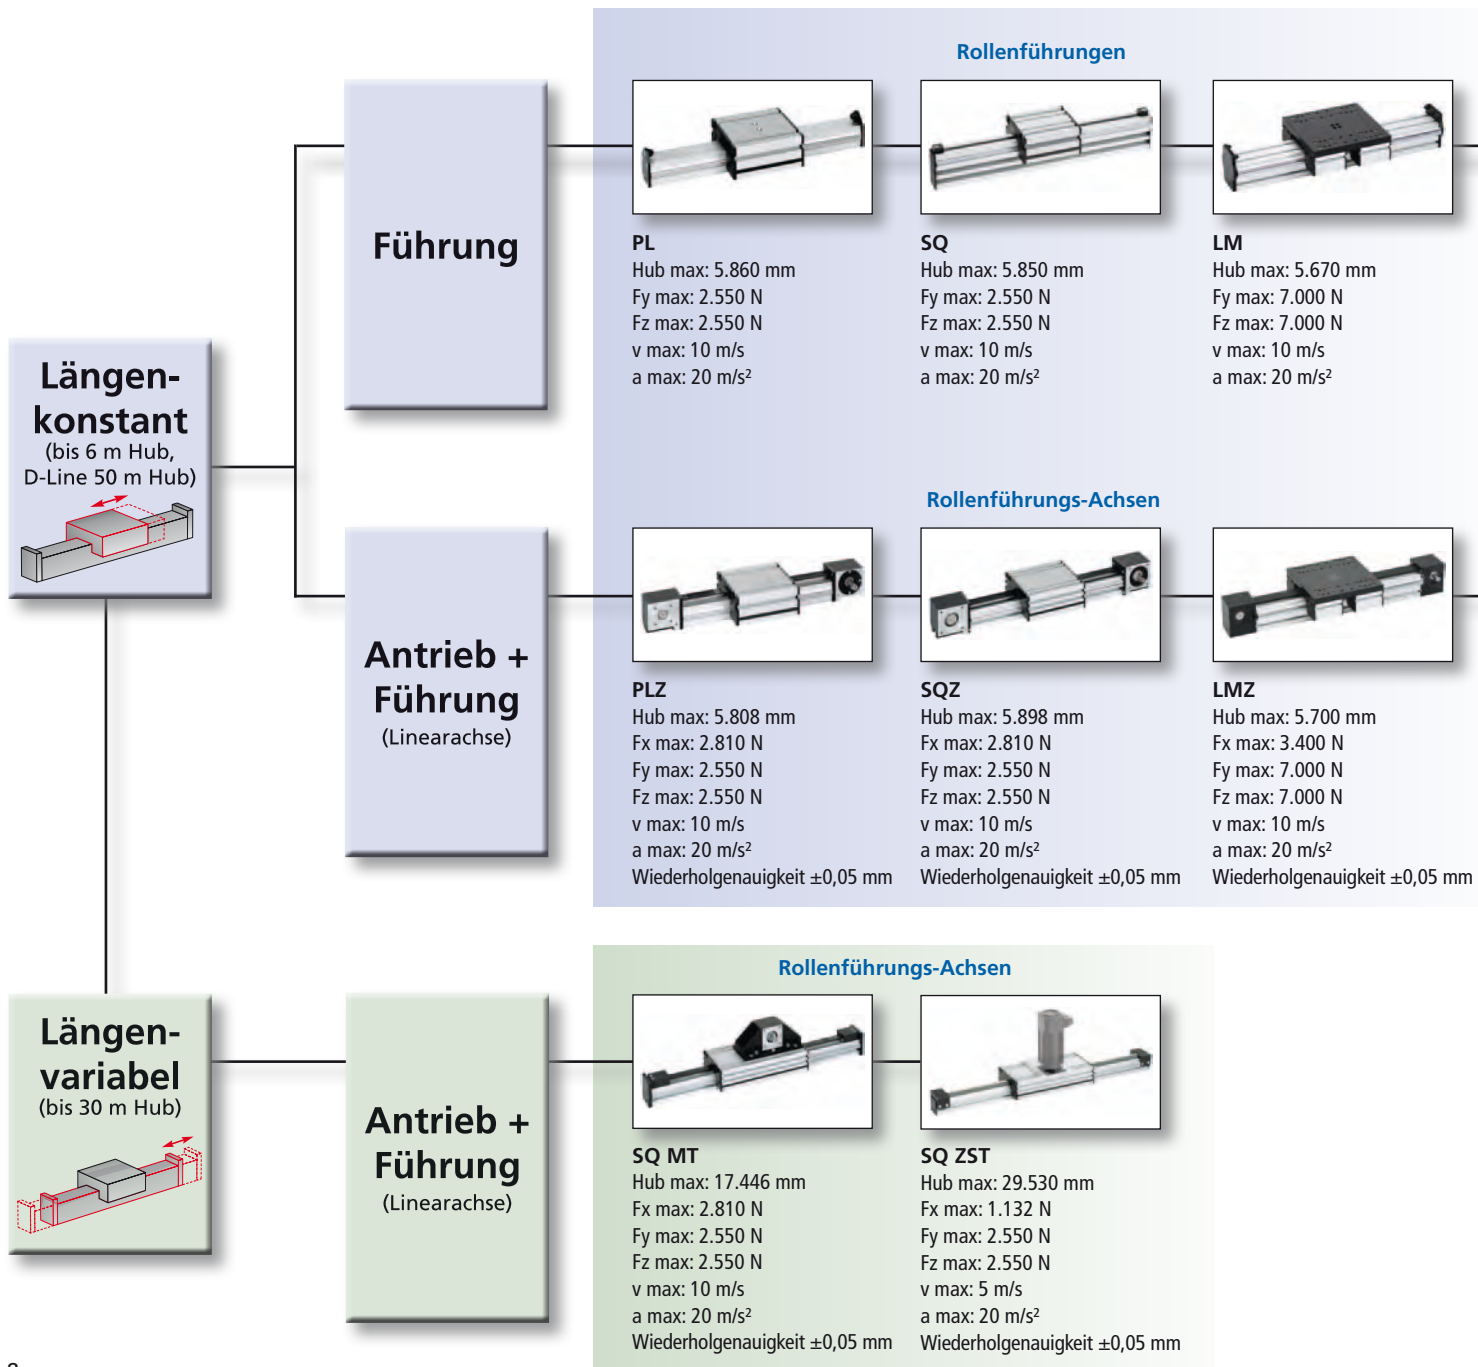 Rollenführungen
Führung
PL
Hub max: 5.860 mm
Fy max: 2.550 N
Fz max: 2.550 N
v max: 10 m/s
a max: 20 m/s²
SQ
Hub max: 5.850 mm
Fy max: 2.550 N
Fz max: 2.550 N
v max: 10 m/s
a max: 20 m/s²
LM
Hub max: 5.670 mm
Fy max: 7.000 N
Fz max: 7.000 N
v max: 10 m/s
a max: 20 m/s²
Längen-
konstant
(bis 6 m Hub,
D-Line 50 m Hub)
Rollenführungs-Achsen
Antrieb +
Führung
(Linearachse)
PLZ
Hub max: 5.808 mm
Fx max: 2.810 N
Fy max: 2.550 N
Fz max: 2.550 N
v max: 10 m/s
a max: 20 m/s²
Wiederholgenauigkeit ±0,05 mm
SQZ
Hub max: 5.898 mm
Fx max: 2.810 N
Fy max: 2.550 N
Fz max: 2.550 N
v max: 10 m/s
a max: 20 m/s²
Wiederholgenauigkeit ±0,05 mm
LMZ
Hub max: 5.700 mm
Fx max: 3.400 N
Fy max: 7.000 N
Fz max: 7.000 N
v max: 10 m/s
a max: 20 m/s²
Wiederholgenauigkeit ±0,05 mm
Rollenführungs-Achsen
Längen-
variabel
(bis 30 m Hub)
Antrieb +
Führung
(Linearachse)
SQ MT
Hub max: 17.446 mm
Fx max: 2.810 N
Fy max: 2.550 N
Fz max: 2.550 N
v max: 10 m/s
a max: 20 m/s²
Wiederholgenauigkeit ±0,05 mm
SQ ZST
Hub max: 29.530 mm
Fx max: 1.132 N
Fy max: 2.550 N
Fz max: 2.550 N
v max: 5 m/s
a max: 20 m/s²
Wiederholgenauigkeit ±0,05 mm